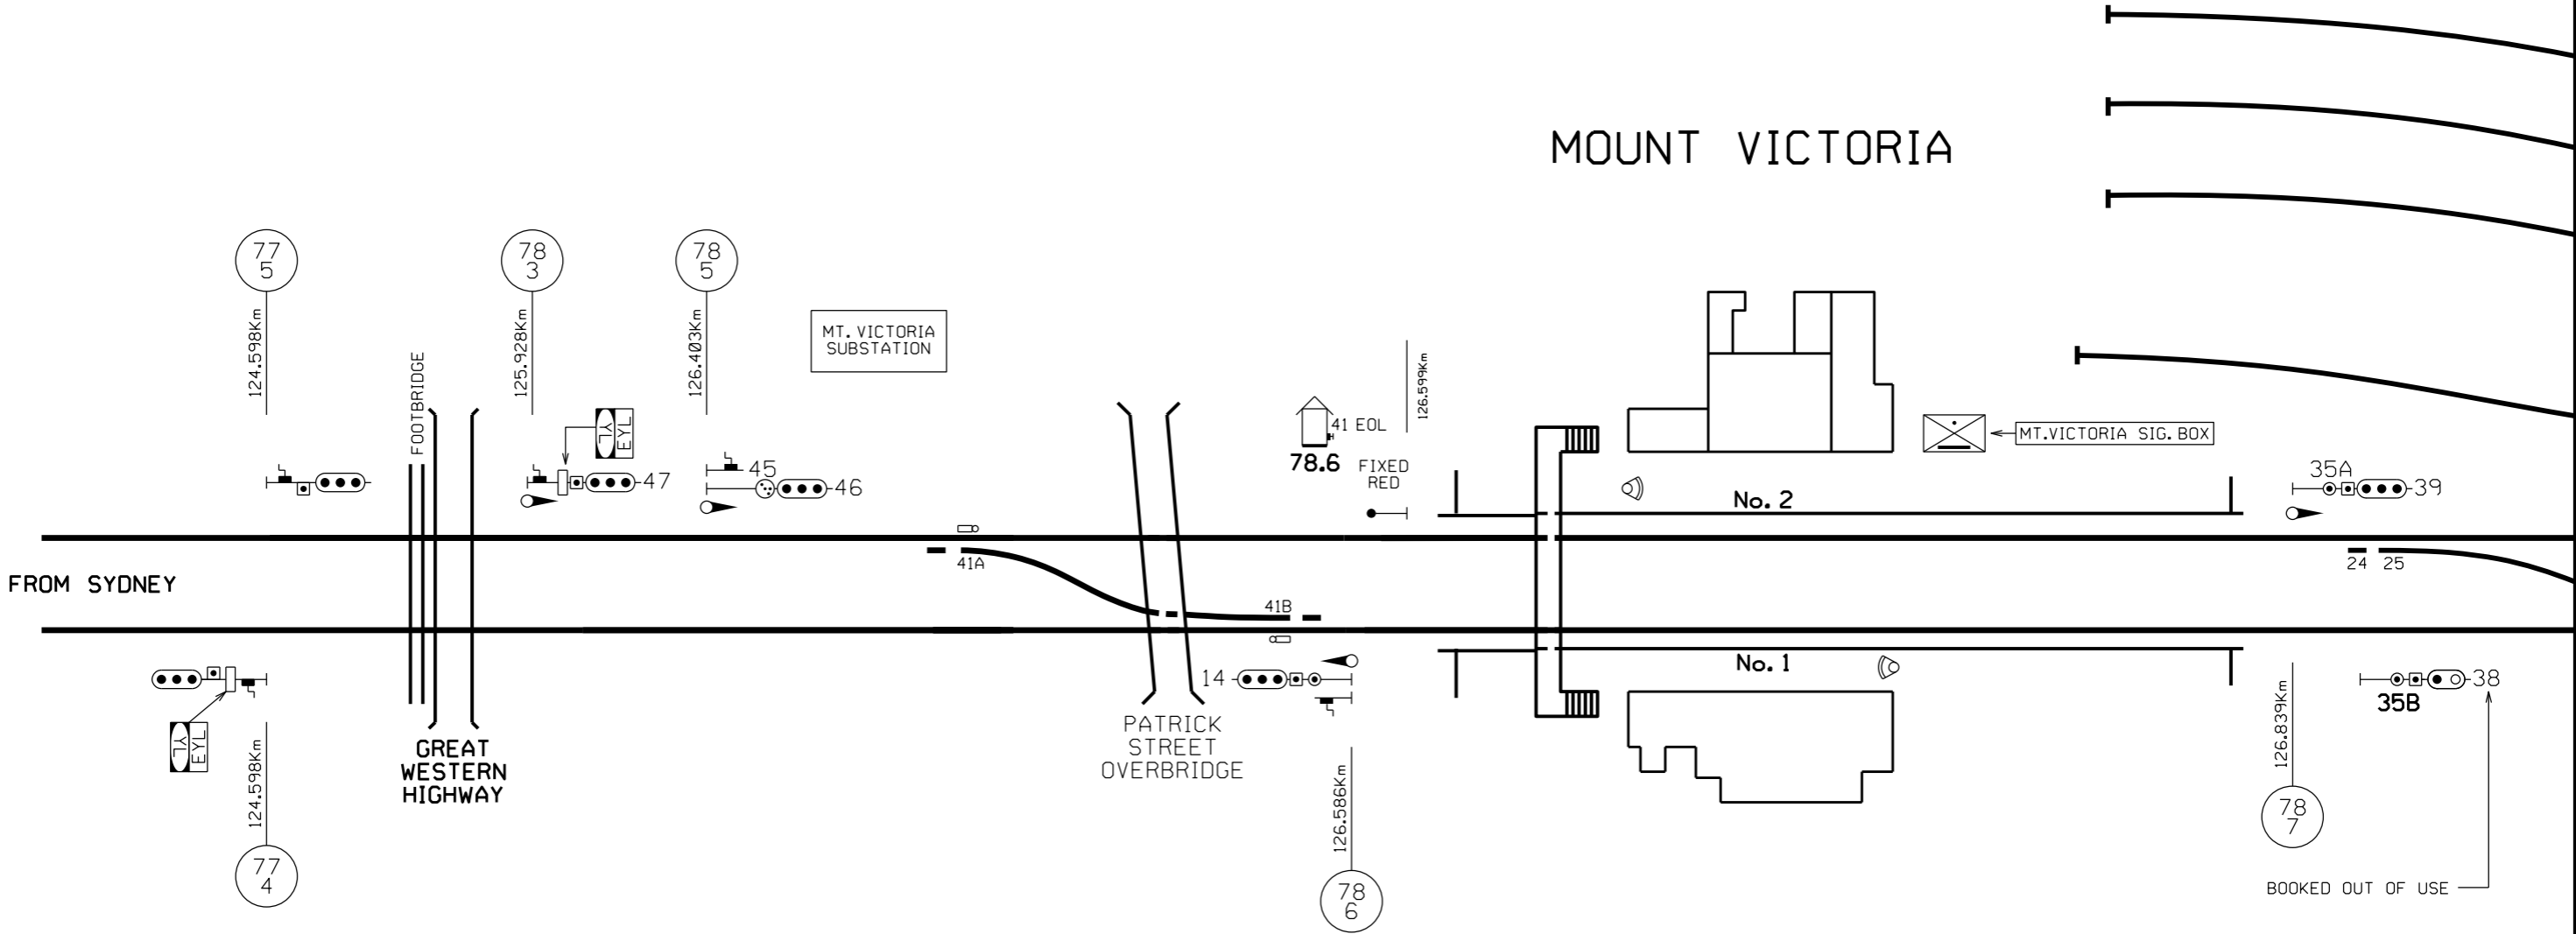 MOUNT VICTORIA
77
5
78
3
78
5
124.598Km
125.928Km
126.403Km
MT. VICTORIA
SUBSTATION
FOOTBRIDGE
126.599Km
YL
EYL
41 EOL
78.6
FIXED
RED
MT.VICTORIA SIG. BOX
45
47
46
35A
39
No. 2
41A
24 25
FROM SYDNEY
41B
No. 1
14
38
35B
YL
EYL
PATRICK
STREET
OVERBRIDGE
GREAT
WESTERN
HIGHWAY
124.598Km
126.586Km
126.839Km
77
4
78
6
78
7
BOOKED OUT OF USE